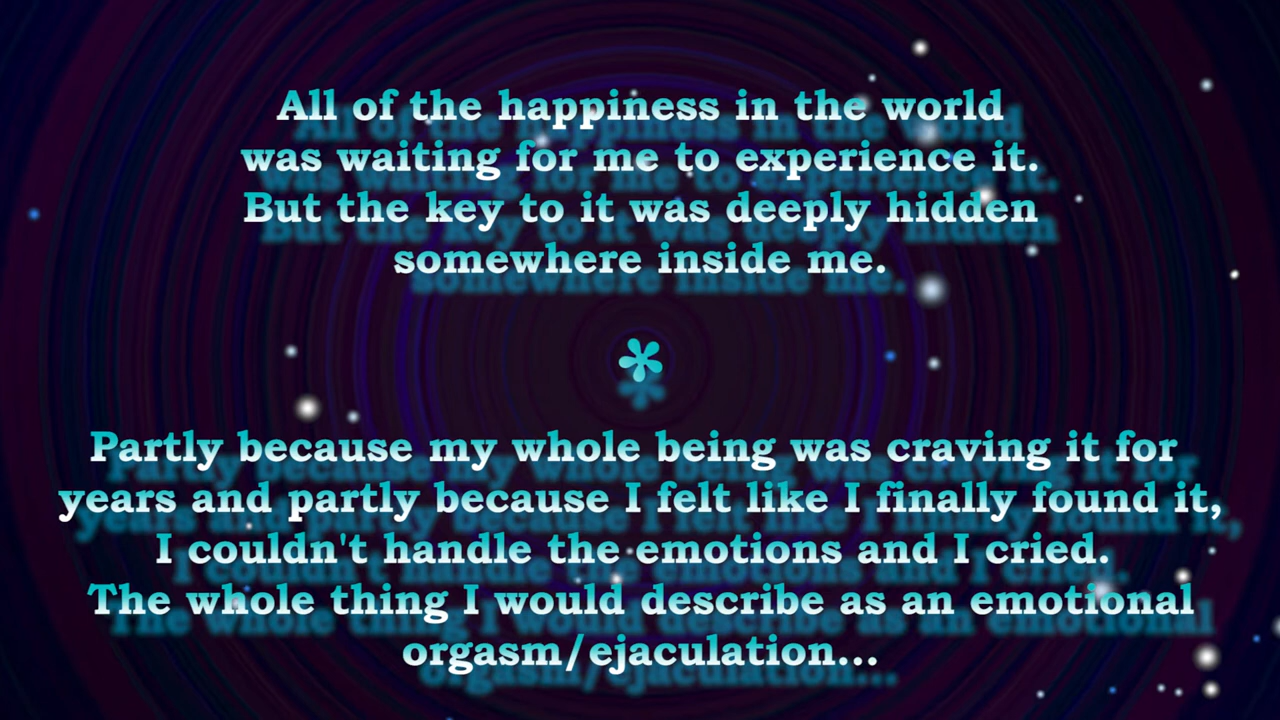 All of the happiness in the world
was waiting for me to experience it.
But the key to it was deeply hidden
somewhere inside me.
*
Partly because my whole being was craving it for
years and partly because I felt like I finally found it,
I couldn't handle the emotions and I cried.
The whole thing I would describe as an emotional
orgasm/ejaculation...